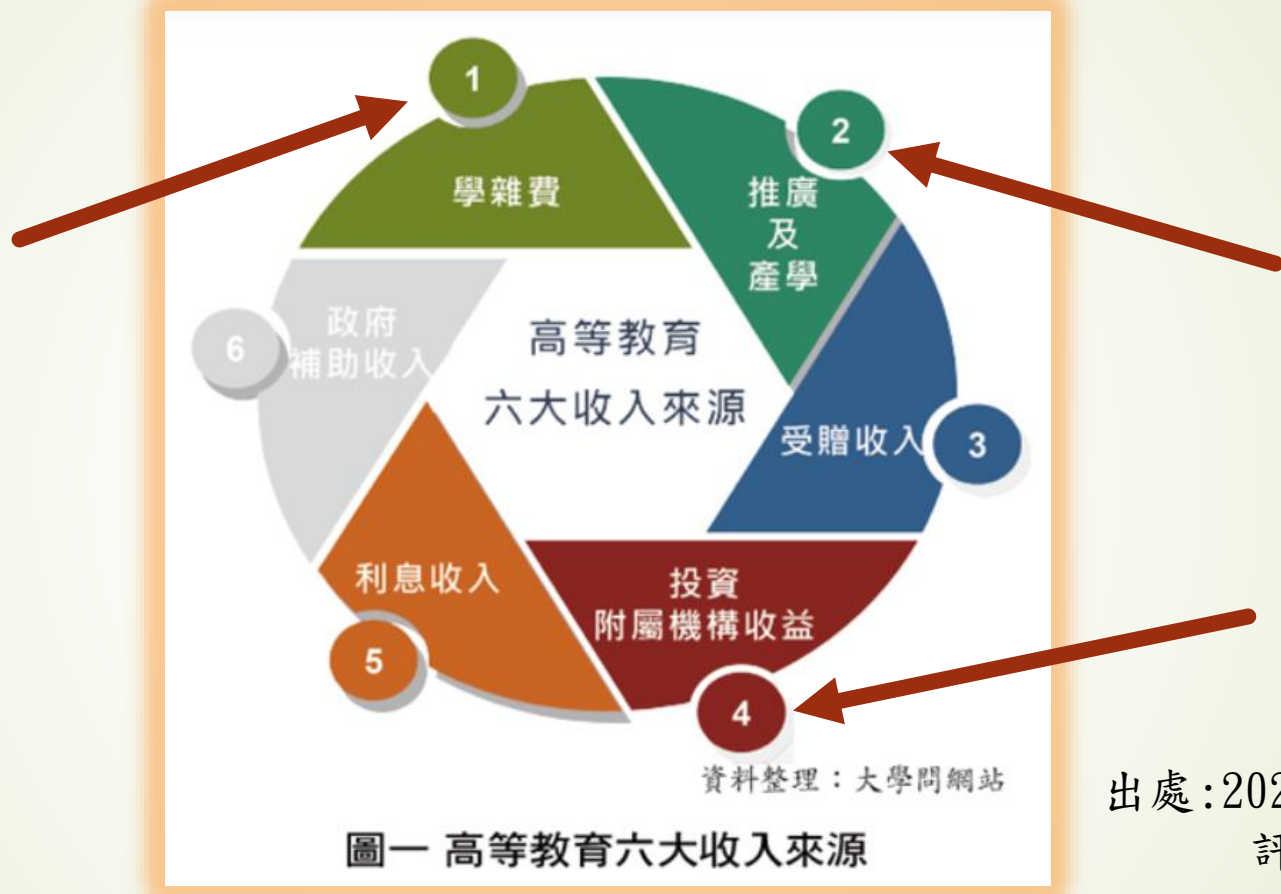 1
學雜費
2
推廣
及
產學
3
受贈收入
4
投資
附屬機構收益
5
利息收入
6
政府
補助收入
高等教育
六大收入來源
資料整理：大學問網站
圖一 高等教育六大收入來源
出處:202
評